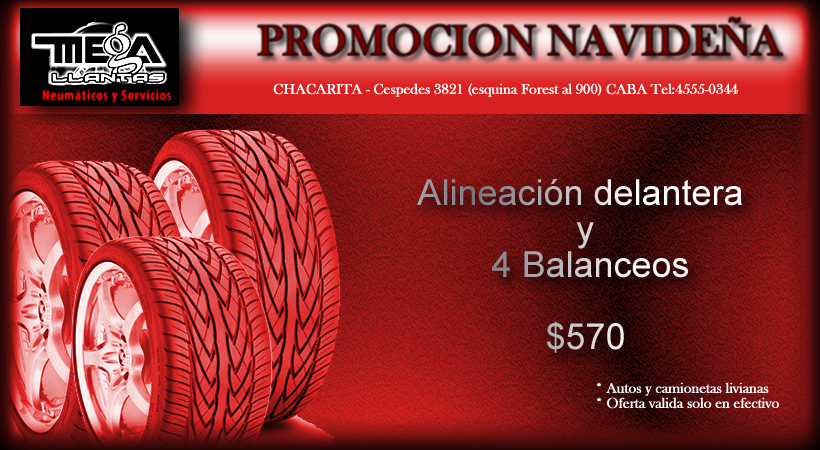 MEGA
LLANTAS
Neumáticos y Servicios
PROMOCION NAVIDEÑA
CHACARITA - Cespedes 3821 (esquina Forest al 900) CABA Tel:4555-0344
Alineación delantera
y
4 Balanceos
$570
* Autos y camionetas livianas
* Oferta valida solo en efectivo